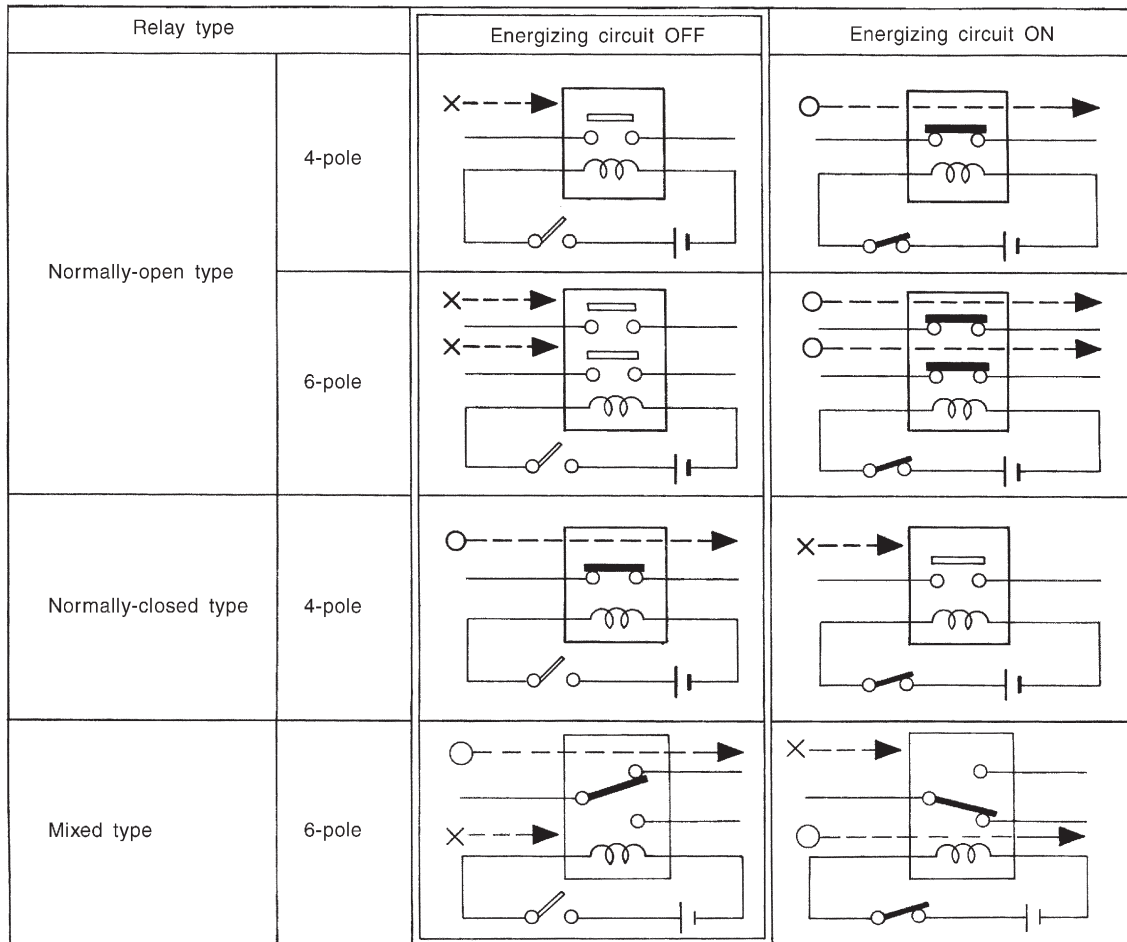 Relay type
Energizing circuit OFF
Energizing circuit ON
Normally-open type
4-pole
6-pole
Normally-closed type
4-pole
Mixed type
6-pole